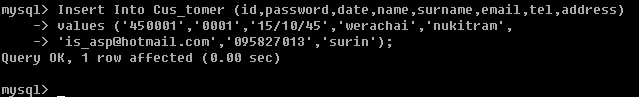 mysql> Insert Into Cus_tomer (id,password,date,name,surname,email,tel,address)
    -> values ('450001','0001','15/10/45','werachai','nukitram',
    -> 'is_asp@hotmail.com','095827013','surin');
Query OK, 1 row affected (0.00 sec)
mysql> _